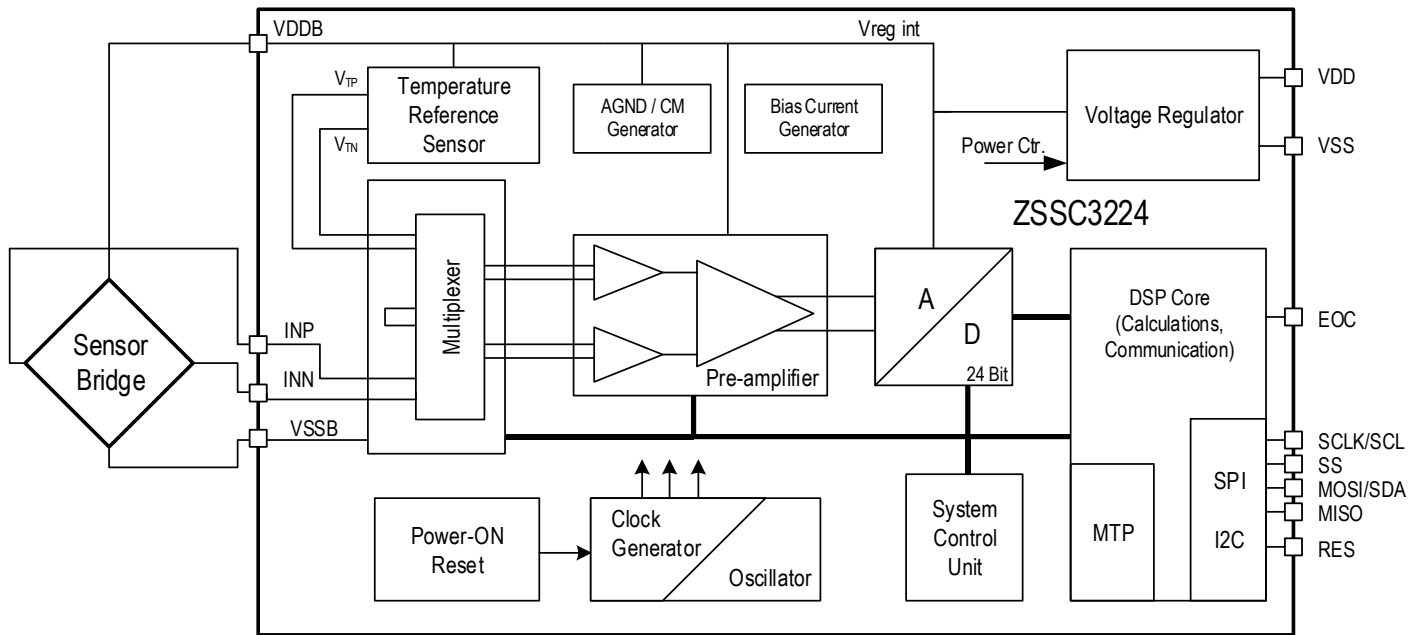 VDDB
Vreg int
VTP
VTN
Temperature
Reference
Sensor
AGND / CM
Generator
Bias Current
Generator
Voltage Regulator
Power Ctr.
VDD
VSS
ZSSC3224
Sensor
Bridge
INP
INN
VSSB
Multiplexer
Pre-amplifier
A
D
24 Bit
DSP Core
(Calculations,
Communication)
EOC
SCLK/SCL
SS
MOSI/SDA
MISO
RES
SPI
I2C
MTP
Power-ON
Reset
Clock
Generator
Oscillator
System
Control
Unit